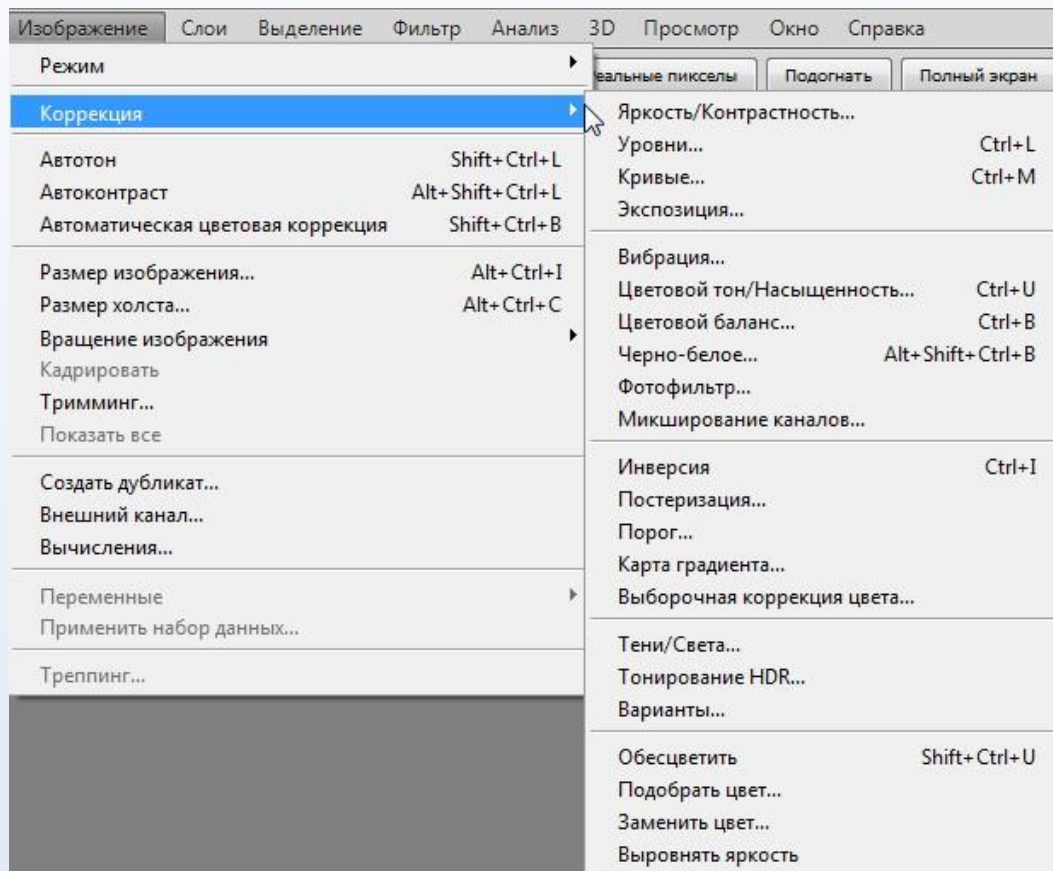 Изображение Слои Выделение Фильтр Анализ 3D Просмотр Окно Справка
пикселы Подогнать Полный экран
Режим
Коррекция
Автотон Shift+Ctrl+L
Автоконтраст Alt+Shift+Ctrl+L
Автоматическая цветовая коррекция Shift+Ctrl+B
Размер изображения... Alt+Ctrl+I
Размер холста... Alt+Ctrl+C
Вращение изображения
Кадрировать
Тримминг...
Показать все
Создать дубликат...
Внешний канал...
Вычисления...
Переменные
Применить набор данных...
Треппинг...
Яркость/Контрастность...
Уровни... Ctrl+L
Кривые... Ctrl+M
Экспозиция...
Вибрация...
Цветовой тон/Насыщенность... Ctrl+U
Цветовой баланс... Ctrl+B
Черно-белое... Alt+Shift+Ctrl+B
Фотофильтр...
Микширование каналов...
Инверсия Ctrl+I
Постеризация...
Порог...
Карта градиента...
Выборочная коррекция цвета...
Тени/Света...
Тонирование HDR...
Варианты...
Обесцветить Shift+Ctrl+U
Подобрать цвет...
Заменить цвет...
Выровнять яркость